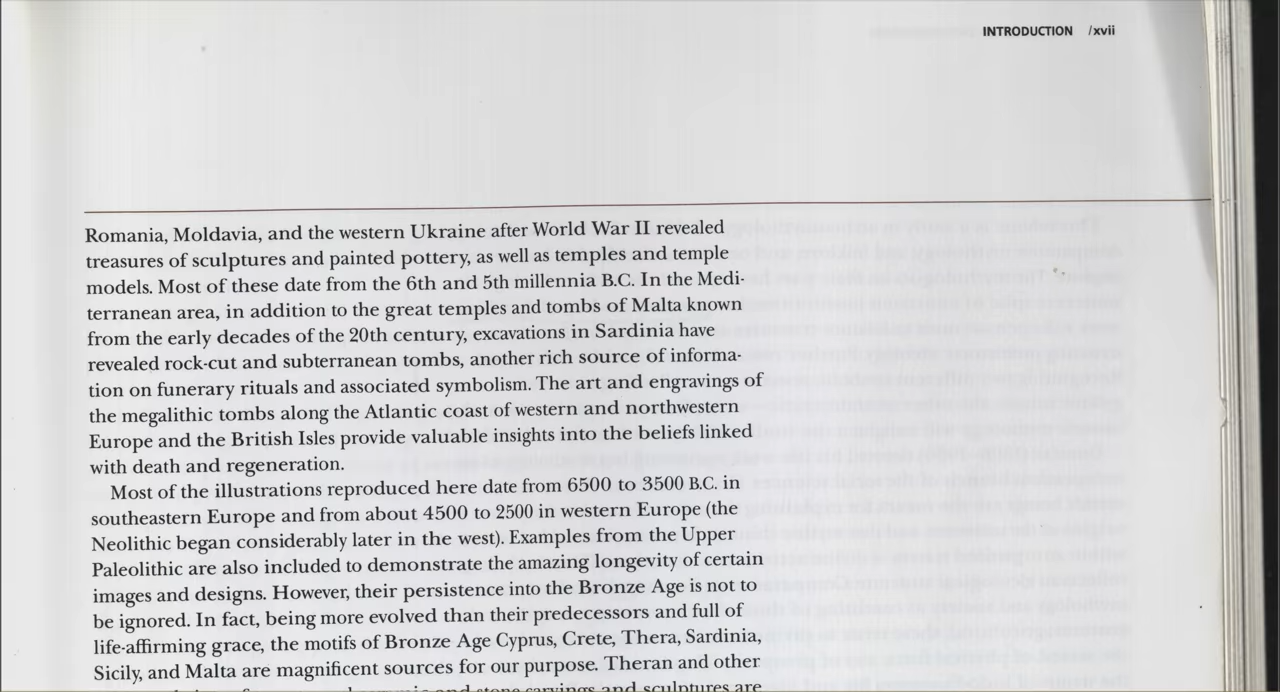 INTRODUCTION /xvii
Romania, Moldavia, and the western Ukraine after World War II revealed
treasures of sculptures and painted pottery, as well as temples and temple
models. Most of these date from the 6th and 5th millennia B.C. In the Medi-
terranean area, in addition to the great temples and tombs of Malta known
from the early decades of the 20th century, excavations in Sardinia have
revealed rock-cut and subterranean tombs, another rich source of informa-
tion on funerary rituals and associated symbolism. The art and engravings of
the megalithic tombs along the Atlantic coast of western and northwestern
Europe and the British Isles provide valuable insights into the beliefs linked
with death and regeneration.
Most of the illustrations reproduced here date from 6500 to 3500 B.C. in
southeastern Europe and from about 4500 to 2500 in western Europe (the
Neolithic began considerably later in the west). Examples from the Upper
Paleolithic are also included to demonstrate the amazing longevity of certain
images and designs. However, their persistence into the Bronze Age is not to
be ignored. In fact, being more evolved than their predecessors and full of
life-affirming grace, the motifs of Bronze Age Cyprus, Crete, Thera, Sardinia,
Sicily, and Malta are magnificent sources for our purpose. Theran and other
and stone carvings and sculptures are